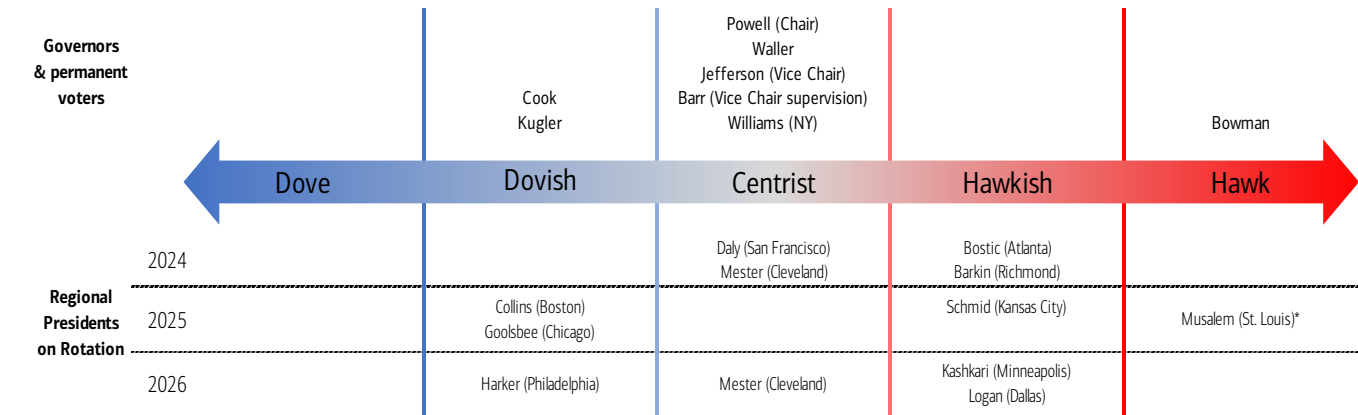 Governors
& permanent
voters
Cook
Kugler
Powell (Chair)
Waller
Jefferson (Vice Chair)
Barr (Vice Chair supervision)
Williams (NY)
Bowman
Dove
Dovish
Centrist
Hawkish
Hawk
Regional
Presidents
on Rotation
2024
Daly (San Francisco)
Mester (Cleveland)
Bostic (Atlanta)
Barkin (Richmond)
2025
Collins (Boston)
Goolsbee (Chicago)
Schmid (Kansas City)
Musalem (St. Louis)*
2026
Harker (Philadelphia)
Mester (Cleveland)
Kashkari (Minneapolis)
Logan (Dallas)